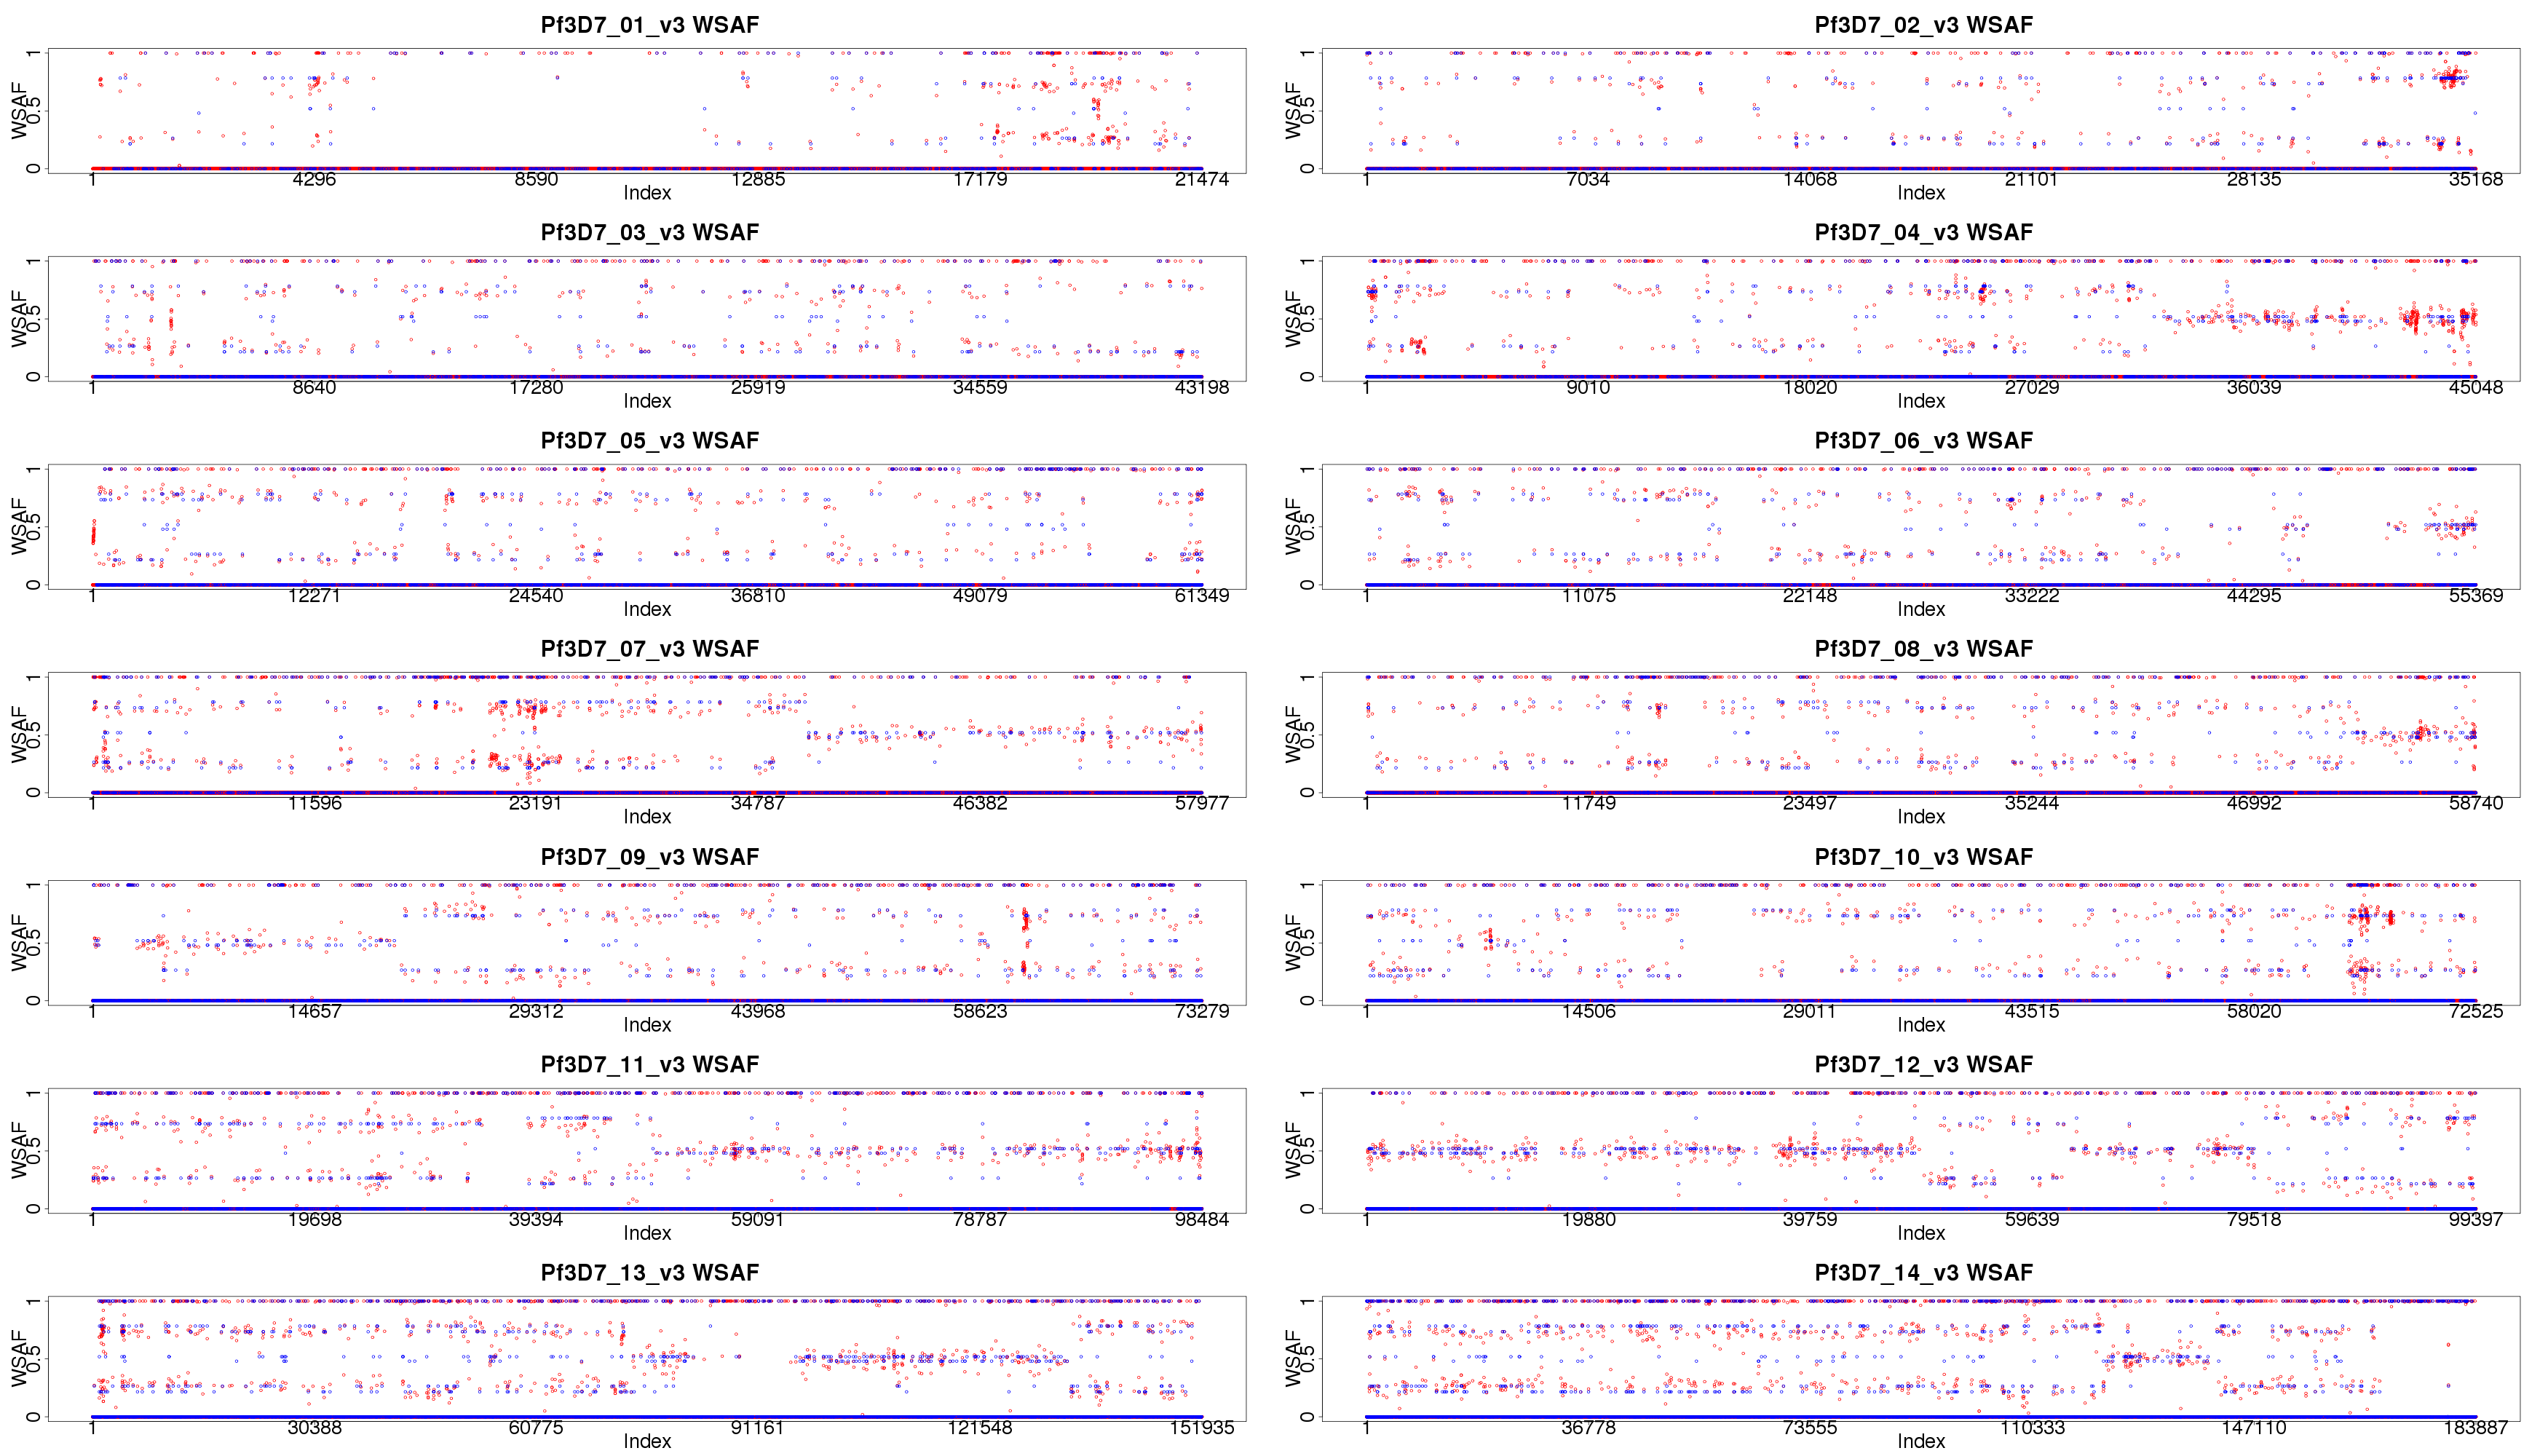 Pf3D7_01_v3 WSAF
WSAF
0 0.5 1
1 4296 8590 12885 17179 21474
Index
Pf3D7_02_v3 WSAF
WSAF
0 0.5 1
1 7034 14068 21101 28135 35168
Index
Pf3D7_03_v3 WSAF
WSAF
0 0.5 1
1 8640 17280 25919 34559 43198
Index
Pf3D7_04_v3 WSAF
WSAF
0 0.5 1
1 9010 18020 27029 36039 45048
Index
Pf3D7_05_v3 WSAF
WSAF
0 0.5 1
1 12271 24540 36810 49079 61349
Index
Pf3D7_06_v3 WSAF
WSAF
0 0.5 1
1 11075 22148 33222 44295 55369
Index
Pf3D7_07_v3 WSAF
WSAF
0 0.5 1
1 11596 23191 34787 46382 57977
Index
Pf3D7_08_v3 WSAF
WSAF
0 0.5 1
1 11749 23497 35244 46992 58740
Index
Pf3D7_09_v3 WSAF
WSAF
0 0.5 1
1 14657 29312 43968 58623 73279
Index
Pf3D7_10_v3 WSAF
WSAF
0 0.5 1
1 14506 29011 43515 58020 72525
Index
Pf3D7_11_v3 WSAF
WSAF
0 0.5 1
1 19698 39394 59091 78787 98484
Index
Pf3D7_12_v3 WSAF
WSAF
0 0.5 1
1 19880 39759 59639 79518 99397
Index
Pf3D7_13_v3 WSAF
WSAF
0 0.5 1
1 30388 60775 91161 121548 151935
Index
Pf3D7_14_v3 WSAF
WSAF
0 0.5 1
1 36778 73555 110333 147110 183887
Index